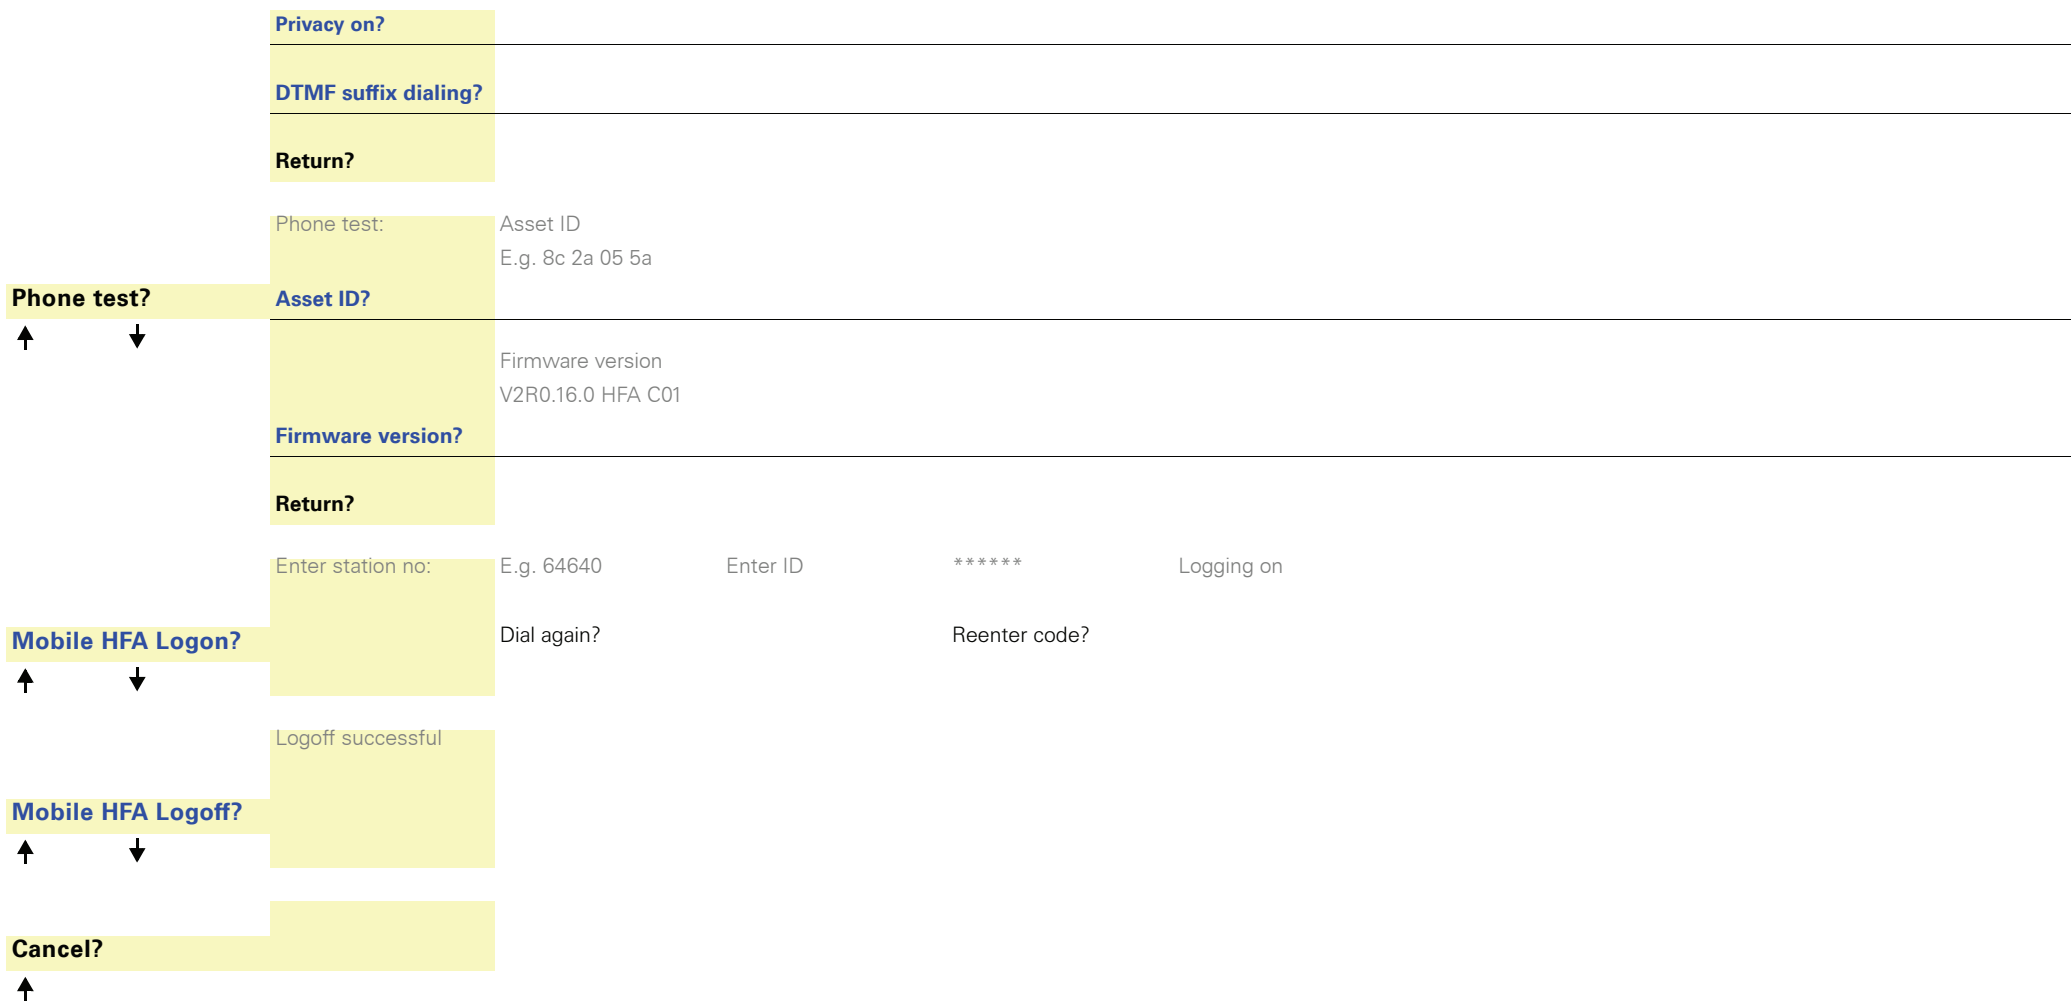 Privacy on?
DTMF suffix dialing?
Return?
Phone test: Asset ID
E.g. 8c 2a 05 5a
Phone test? Asset ID?
Firmware version
V2R0.16.0 HFA C01
Firmware version?
Return?
Enter station no: E.g. 64640 Enter ID ****** Logging on
Mobile HFA Logon? Dial again? Reenter code?
Logoff successful
Mobile HFA Logoff?
Cancel?